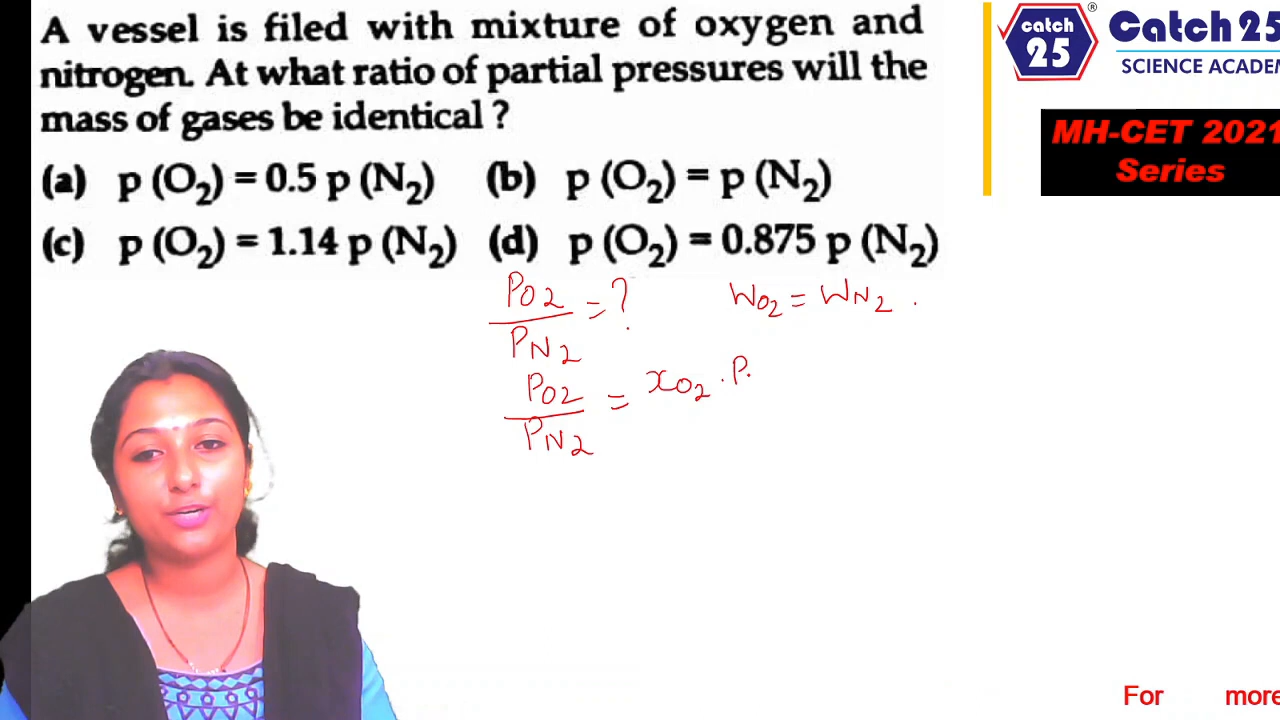 A vessel is filed with mixture of oxygen and
nitrogen. At what ratio of partial pressures will the
mass of gases be identical ?
(a) p (O₂) = 0.5 p (N₂) (b) p (O₂) = p (N₂)
(c) p (O₂) = 1.14 p (N₂) (d) p (O₂) = 0.875 p (N₂)
PO2 / PN2 = ? WO2 = WN2 .
PO2 / PN2 = xO2 . P.
catch
25
®
Catch 25
SCIENCE ACADEM
MH-CET 2021
Series
For more